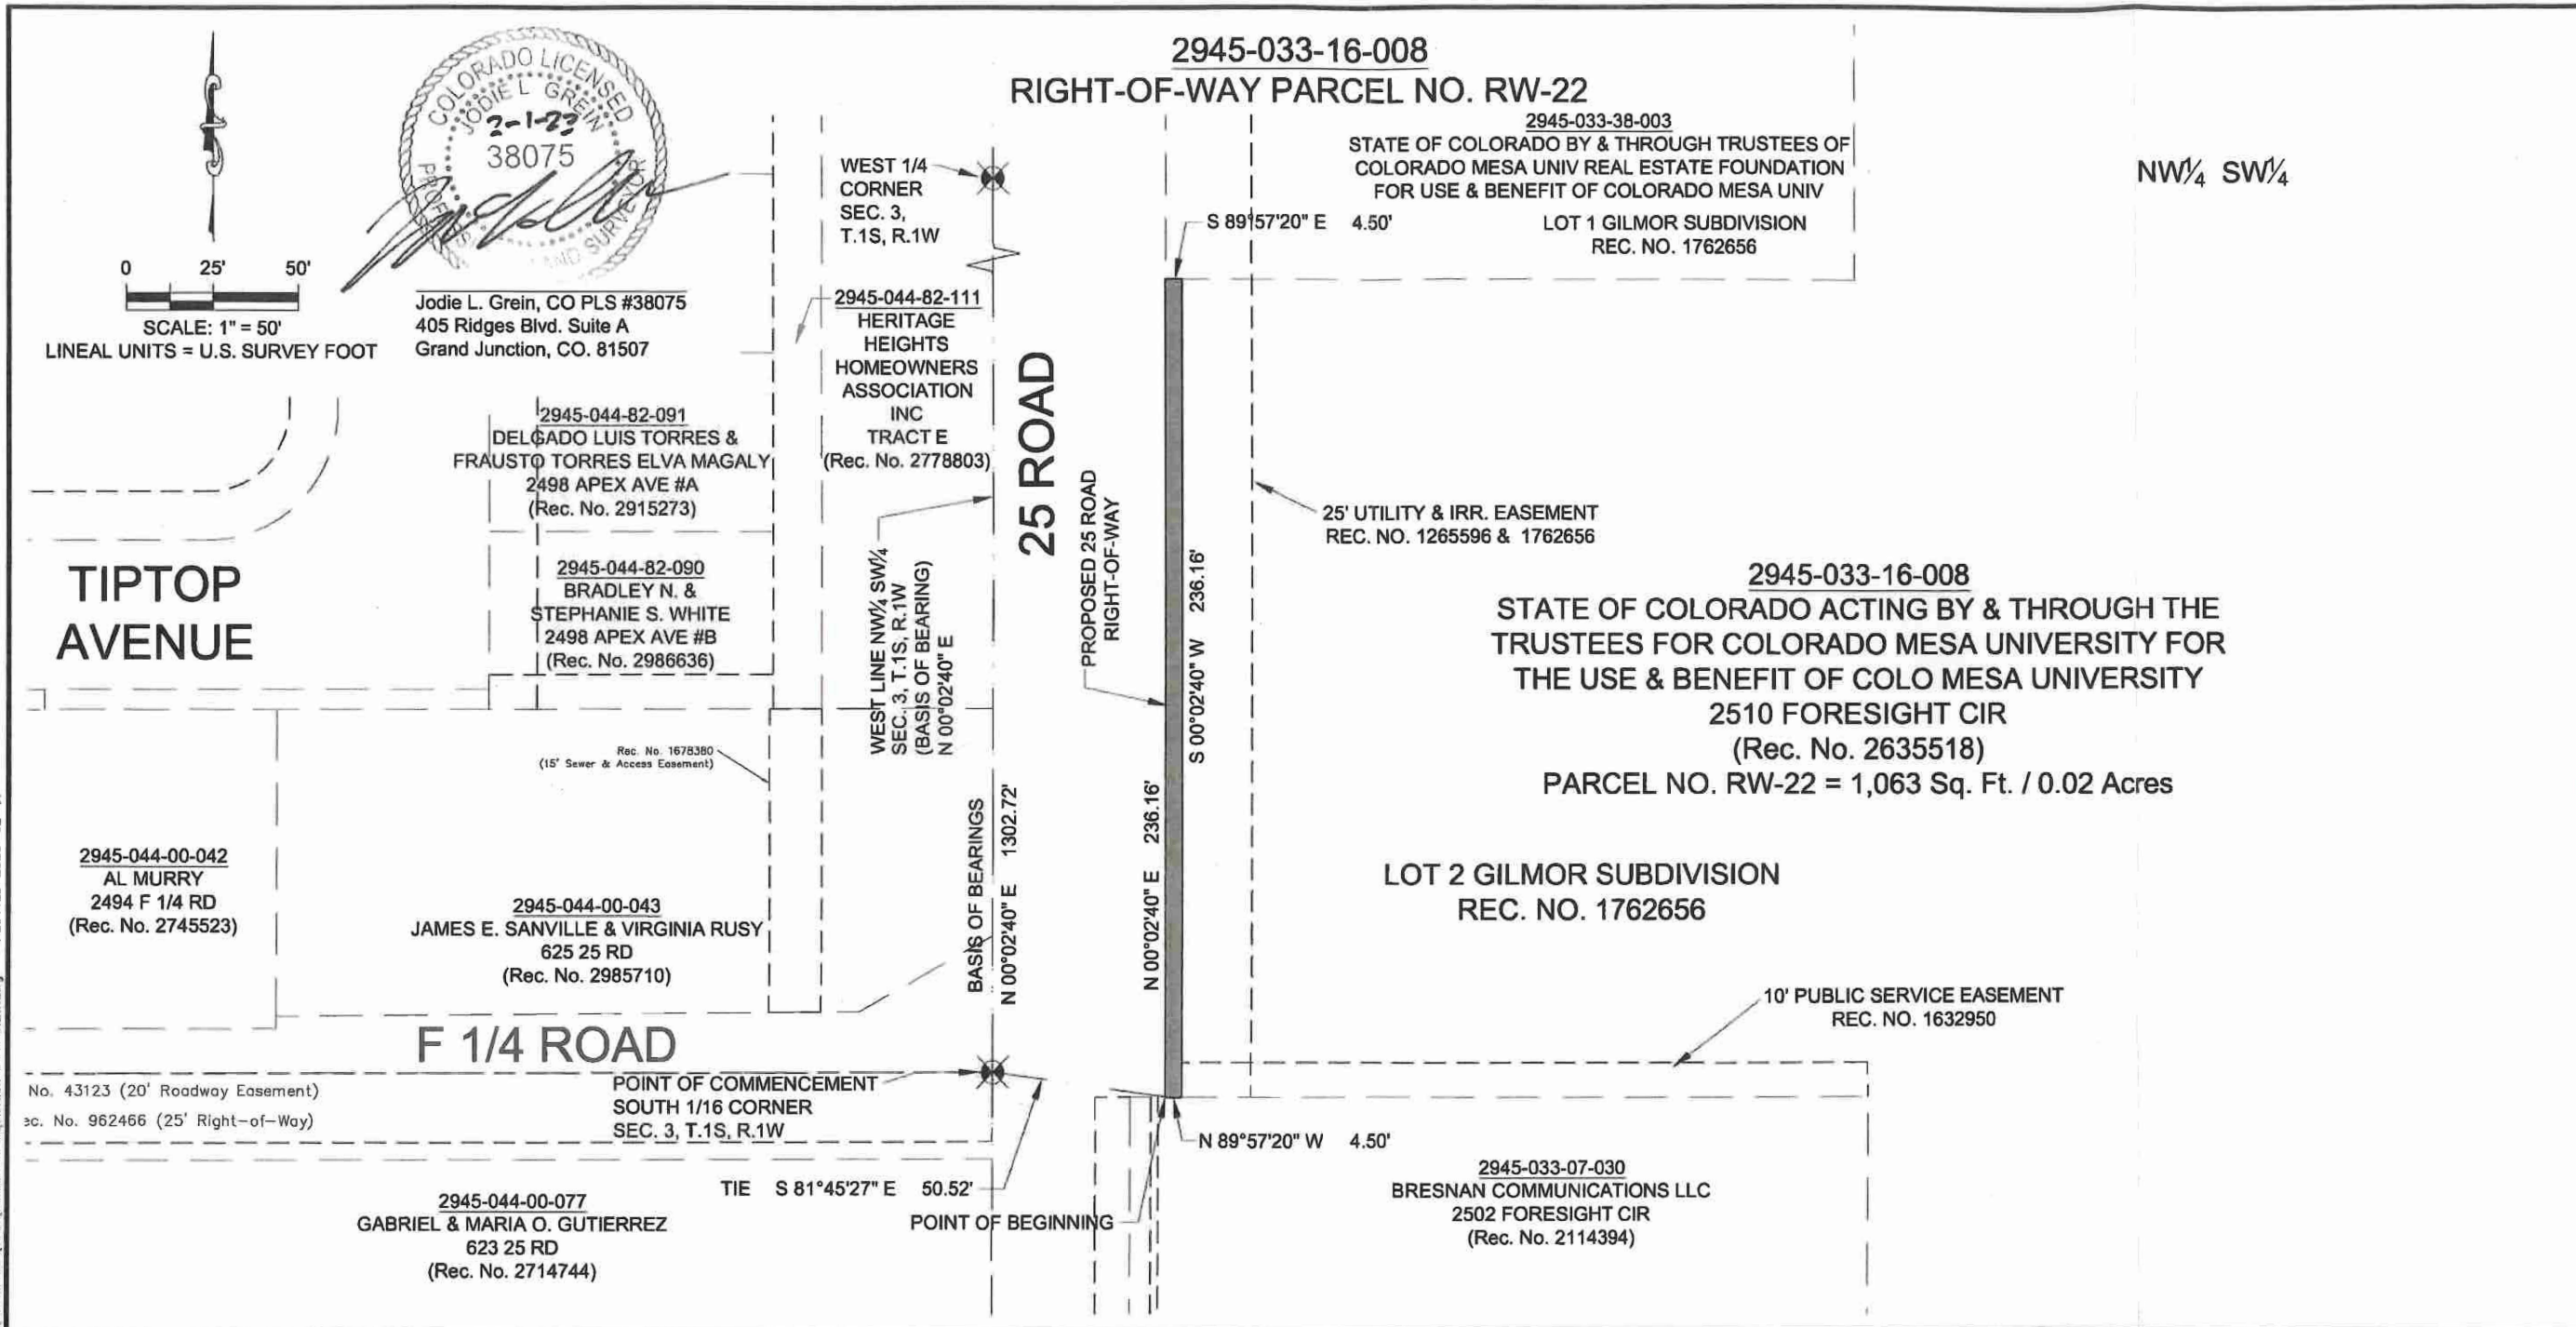 2945-033-16-008
RIGHT-OF-WAY PARCEL NO. RW-22
COLORADO LICENSED
JODIE L GREIN
38075
Jodie L. Grein, CO PLS #38075
405 Ridges Blvd. Suite A
Grand Junction, CO. 81507
0 25' 50'
SCALE: 1" = 50'
LINEAL UNITS = U.S. SURVEY FOOT
WEST 1/4
CORNER
SEC. 3,
T.1S, R.1W
2945-033-38-003
STATE OF COLORADO BY & THROUGH TRUSTEES OF
COLORADO MESA UNIV REAL ESTATE FOUNDATION
FOR USE & BENEFIT OF COLORADO MESA UNIV
LOT 1 GILMOR SUBDIVISION
REC. NO. 1762656
NW¼ SW¼
S 89°57'20" E 4.50'
2945-044-82-111
HERITAGE
HEIGHTS
HOMEOWNERS
ASSOCIATION
INC
TRACT E
(Rec. No. 2778803)
25 ROAD
2945-044-82-091
DELGADO LUIS TORRES &
FRAUSTO TORRES ELVA MAGALY
2498 APEX AVE #A
(Rec. No. 2915273)
2945-044-82-090
BRADLEY N. &
STEPHANIE S. WHITE
2498 APEX AVE #B
(Rec. No. 2986636)
TIPTOP
AVENUE
WEST LINE NW¼ SW¼
SEC. 3, T.1S, R.1W
(BASIS OF BEARING)
N 00°02'40" E
PROPOSED 25 ROAD
RIGHT-OF-WAY
S 00°02'40" W 236.16'
N 00°02'40" E 236.16'
25' UTILITY & IRR. EASEMENT
REC. NO. 1265596 & 1762656
2945-033-16-008
STATE OF COLORADO ACTING BY & THROUGH THE
TRUSTEES FOR COLORADO MESA UNIVERSITY FOR
THE USE & BENEFIT OF COLO MESA UNIVERSITY
2510 FORESIGHT CIR
(Rec. No. 2635518)
PARCEL NO. RW-22 = 1,063 Sq. Ft. / 0.02 Acres
LOT 2 GILMOR SUBDIVISION
REC. NO. 1762656
Rec. No. 1678380
(15' Sewer & Access Easement)
BASIS OF BEARINGS
N 00°02'40" E 1302.72'
2945-044-00-042
AL MURRY
2494 F 1/4 RD
(Rec. No. 2745523)
2945-044-00-043
JAMES E. SANVILLE & VIRGINIA RUSY
625 25 RD
(Rec. No. 2985710)
10' PUBLIC SERVICE EASEMENT
REC. NO. 1632950
F 1/4 ROAD
No. 43123 (20' Roadway Easement)
ec. No. 962466 (25' Right-of-Way)
POINT OF COMMENCEMENT
SOUTH 1/16 CORNER
SEC. 3, T.1S, R.1W
N 89°57'20" W 4.50'
TIE S 81°45'27" E 50.52'
POINT OF BEGINNING
2945-044-00-077
GABRIEL & MARIA O. GUTIERREZ
623 25 RD
(Rec. No. 2714744)
2945-033-07-030
BRESNAN COMMUNICATIONS LLC
2502 FORESIGHT CIR
(Rec. No. 2114394)